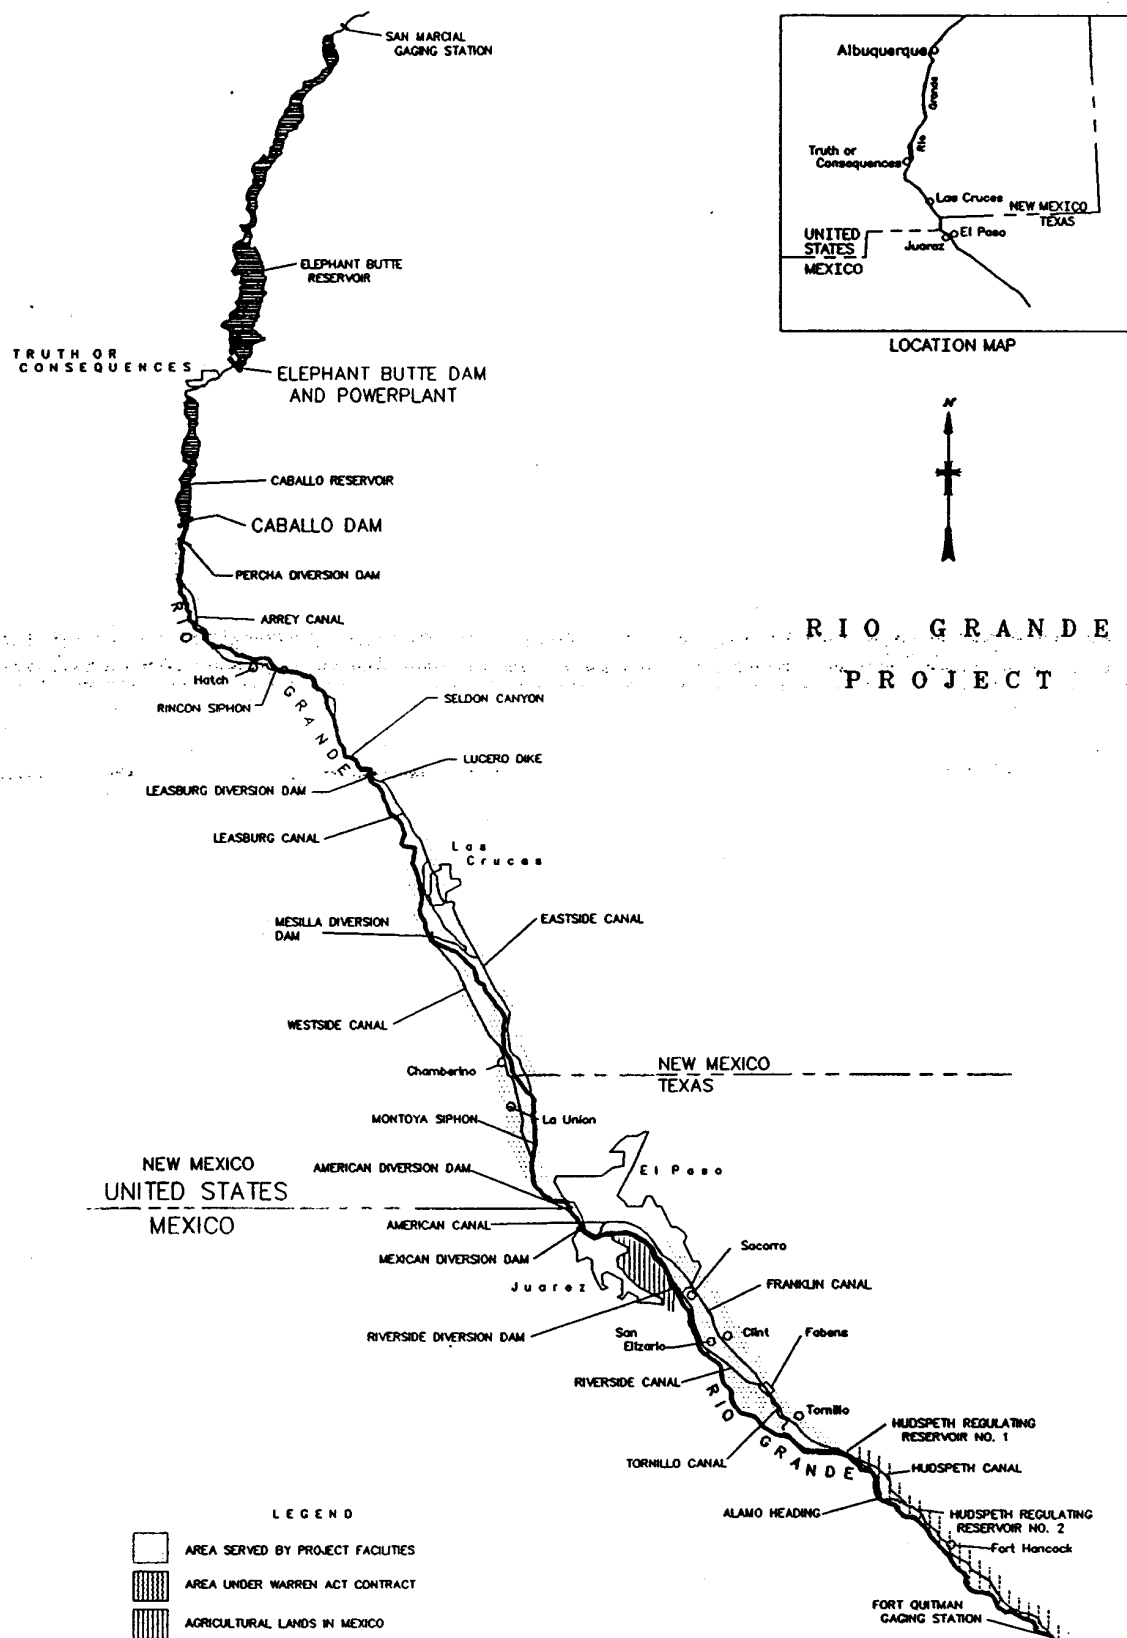 SAN MARCIAL
GAGING STATION
Albuquerque
Rio Grande
Truth or
Consequences
Las Cruces
NEW MEXICO
TEXAS
El Paso
UNITED
STATES
Juarez
MEXICO
LOCATION MAP
ELEPHANT BUTTE
RESERVOIR
TRUTH OR
CONSEQUENCES
ELEPHANT BUTTE DAM
AND POWERPLANT
N
CABALLO RESERVOIR
CABALLO DAM
PERCHA DIVERSION DAM
ARREY CANAL
RIO GRANDE
PROJECT
RIO
Hatch
RINCON SIPHON
GRANDE
SELDON CANYON
LUCERO DIKE
LEASBURG DIVERSION DAM
LEASBURG CANAL
Las
Cruces
MESILLA DIVERSION
DAM
EASTSIDE CANAL
WESTSIDE CANAL
NEW MEXICO
TEXAS
Chamberino
MONTOYA SIPHON
La Union
NEW MEXICO
UNITED STATES
MEXICO
AMERICAN DIVERSION DAM
El Paso
AMERICAN CANAL
MEXICAN DIVERSION DAM
Socorro
Juarez
FRANKLIN CANAL
RIVERSIDE DIVERSION DAM
San
Elizario
Clint
Fabens
RIVERSIDE CANAL
RIO
GRANDE
Tornillo
TORNILLO CANAL
HUDSPETH REGULATING
RESERVOIR NO. 1
HUDSPETH CANAL
ALAMO HEADING
HUDSPETH REGULATING
RESERVOIR NO. 2
Fort Hancock
FORT QUITMAN
GAGING STATION
LEGEND
AREA SERVED BY PROJECT FACILITIES
AREA UNDER WARREN ACT CONTRACT
AGRICULTURAL LANDS IN MEXICO